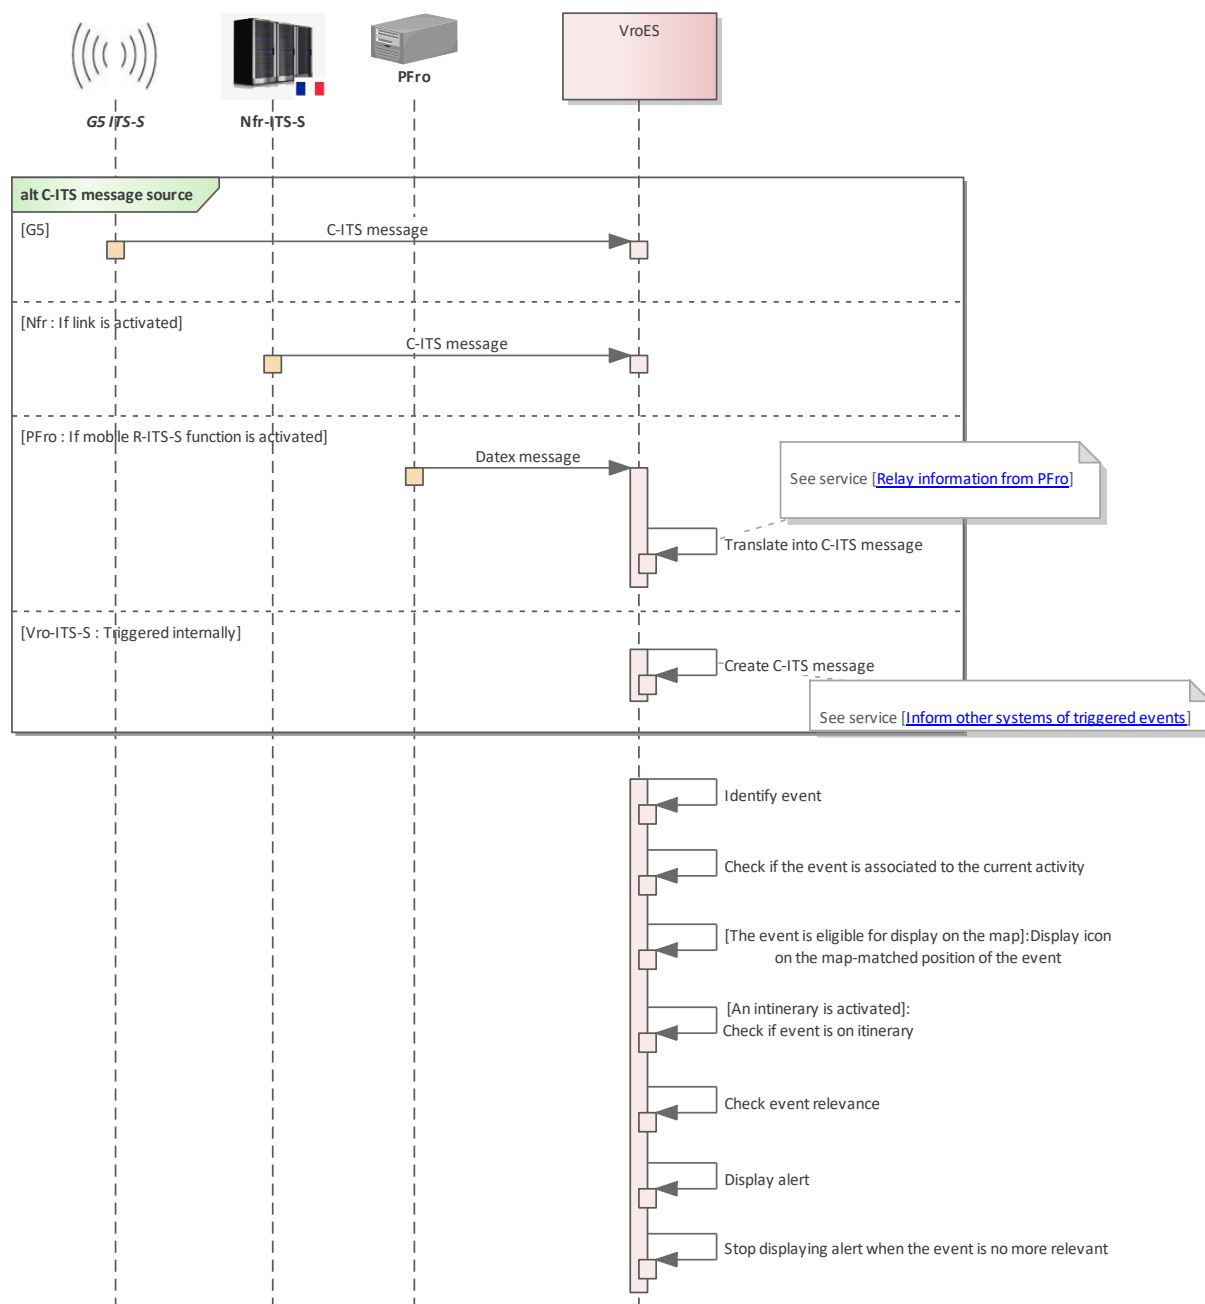 VroES
PFro
G5 ITS-S
Nfr-ITS-S
alt C-ITS message source
[G5]
C-ITS message
[Nfr : If link is activated]
C-ITS message
[PFro : If mobile R-ITS-S function is activated]
Datex message
See service [Relay information from PFro]
Translate into C-ITS message
[Vro-ITS-S : Triggered internally]
Create C-ITS message
See service [Inform other systems of triggered events]
Identify event
Check if the event is associated to the current activity
[The event is eligible for display on the map]:Display icon
on the map-matched position of the event
[An intinerary is activated]:
Check if event is on itinerary
Check event relevance
Display alert
Stop displaying alert when the event is no more relevant